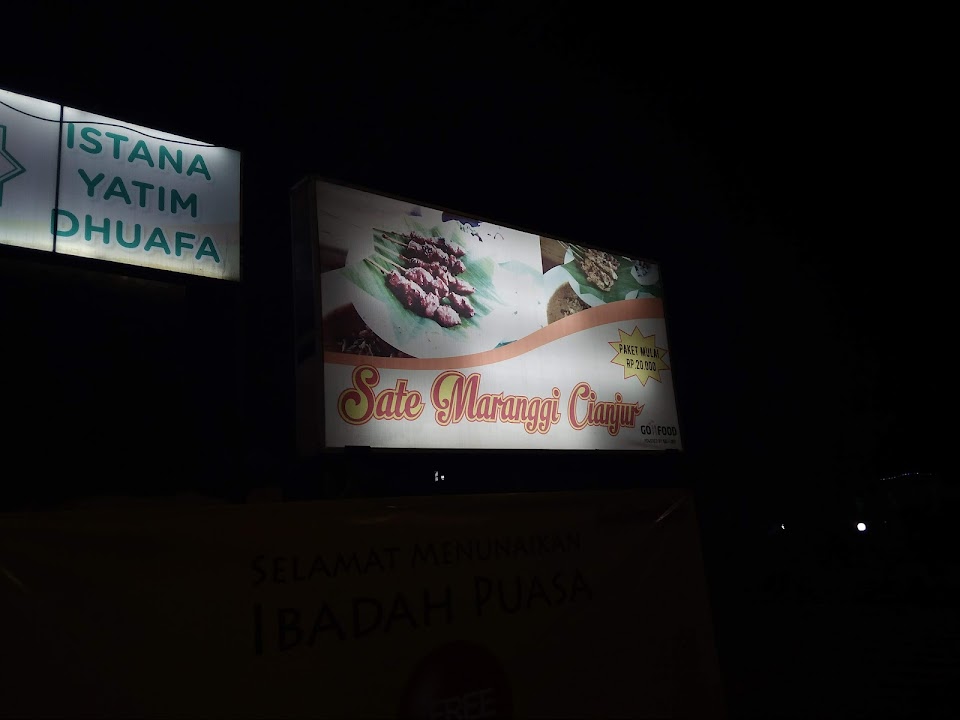 ISTANA
YATIM
DHUAFA
PAKET MULAI
RP.20.000
Sate Maranggi Cianjur
GO FOOD
SELAMAT MENUNAIKAN
IBADAH PUASA
FREE